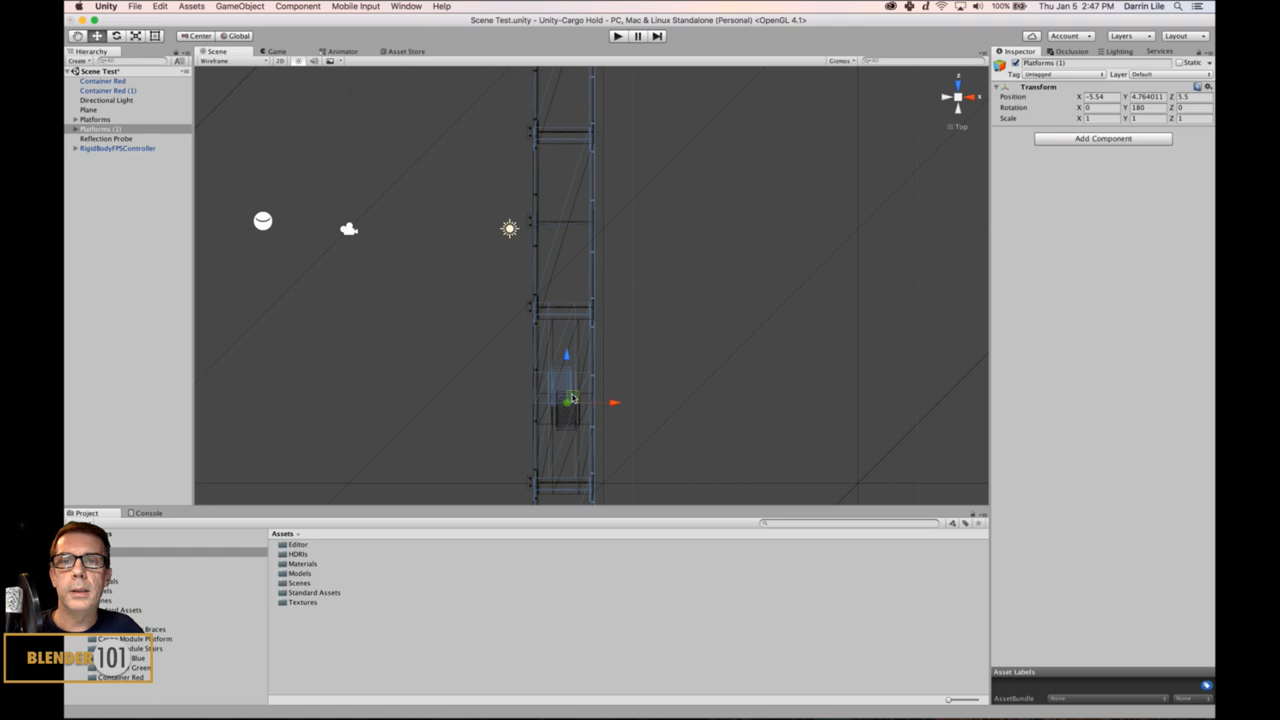 Unity File Edit Assets GameObject Component Mobile Input Window Help 100% Thu Jan 5 2:47 PM Darrin Lile
Scene Test.unity - Unity-Cargo Hold - PC, Mac & Linux Standalone (Personal) <OpenGL 4.1>
Center Global Account Layers Layout
Hierarchy Scene Game Animator Asset Store Inspector Occlusion Lighting Services
Create All Wireframe 2D Gizmos All Platforms (1) Static
Scene Test* Tag Untagged Layer Default
Container Red Transform
Container Red (1) Position X -5.54 Y 4.764011 Z 5.5
Directional Light Rotation X 0 Y 180 Z 0
Plane Scale X 1 Y 1 Z 1
Platforms
Platforms (1)
Reflection Probe Add Component
RigidBodyFPSController
z
x
Top
Project Console
Assets
Editor
HDRIs
Materials
Models
Scenes
Standard Assets
Textures
Braces
Module Platform
Stairs
Blue
Green
Container Red
BLENDER 101
Asset Labels
AssetBundle None None